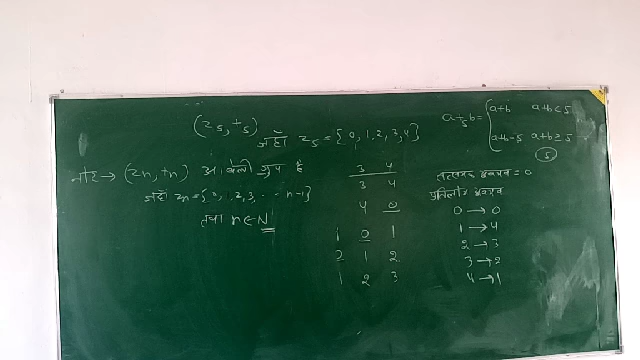 (Z5, +5)
जहाँ Z5 = {0, 1, 2, 3, 4}
a +5 b = { a+b a+b < 5
a+b-5 a+b ≥ 5
5
नोट → (Zn, +n) आबेली ग्रुप है
जहाँ Zn = {0, 1, 2, 3, ... n-1}
तथा n ∈ N
3 4
3 4
4 0
1 0 1
2 1 2
1 2 3
तत्समक अवयव = 0
प्रतिलोम अवयव
0 → 0
1 → 4
2 → 3
3 → 2
4 → 1